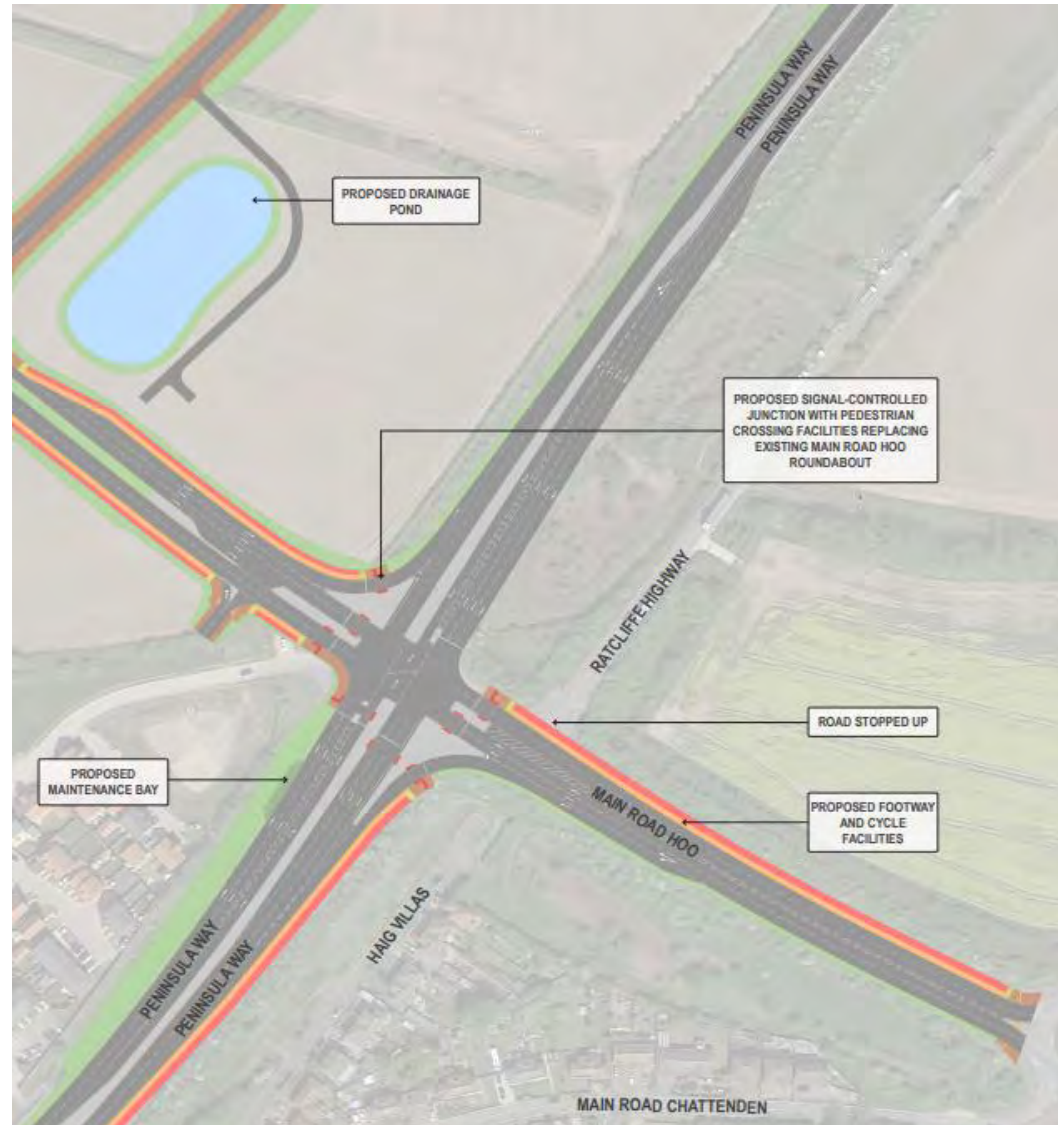 PENINSULA WAY
PENINSULA WAY
PROPOSED DRAINAGE
POND
PROPOSED SIGNAL-CONTROLLED
JUNCTION WITH PEDESTRIAN
CROSSING FACILITIES REPLACING
EXISTING MAIN ROAD HOO
ROUNDABOUT
RATCLIFFE HIGHWAY
ROAD STOPPED UP
PROPOSED
MAINTENANCE BAY
MAIN ROAD HOO
PROPOSED FOOTWAY
AND CYCLE
FACILITIES
HAIG VILLAS
PENINSULA WAY
PENINSULA WAY
MAIN ROAD CHATTENDEN